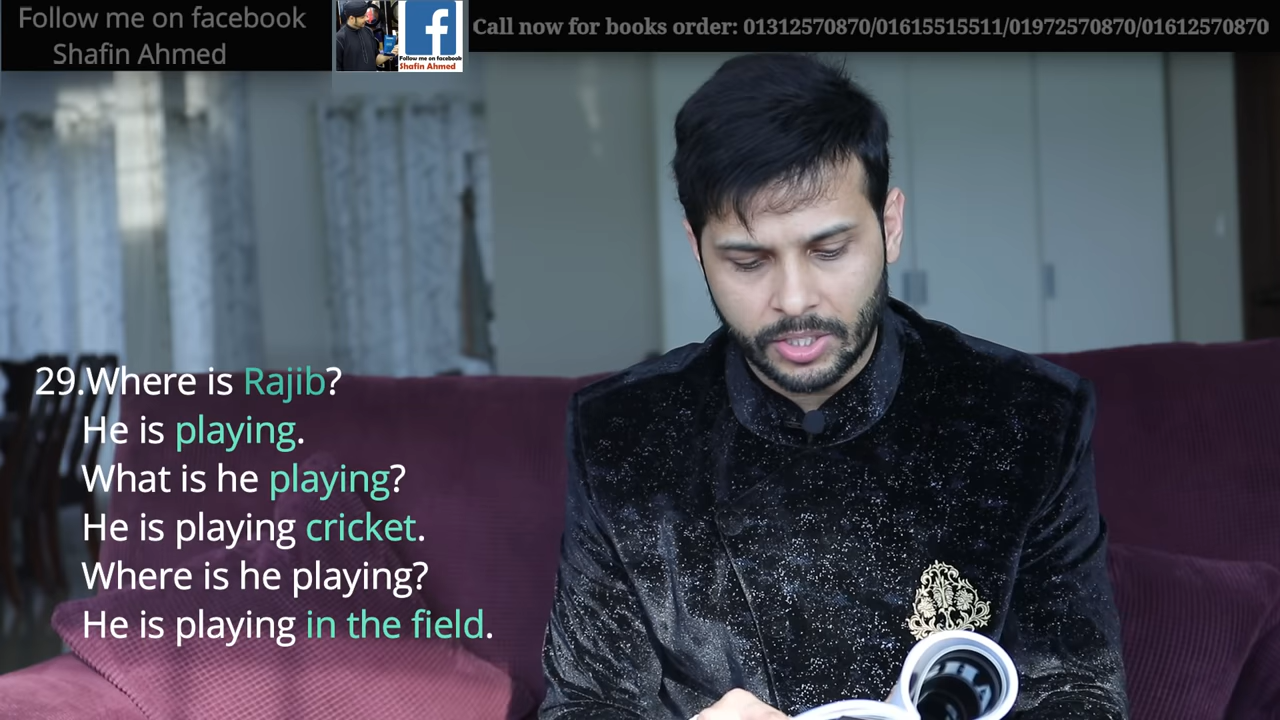 Follow me on facebook
Shafin Ahmed
Follow me on facebook
Shafin Ahmed
Call now for books order: 01312570870/01615515511/01972570870/01612570870
29.Where is Rajib?
He is playing.
What is he playing?
He is playing cricket.
Where is he playing?
He is playing in the field.